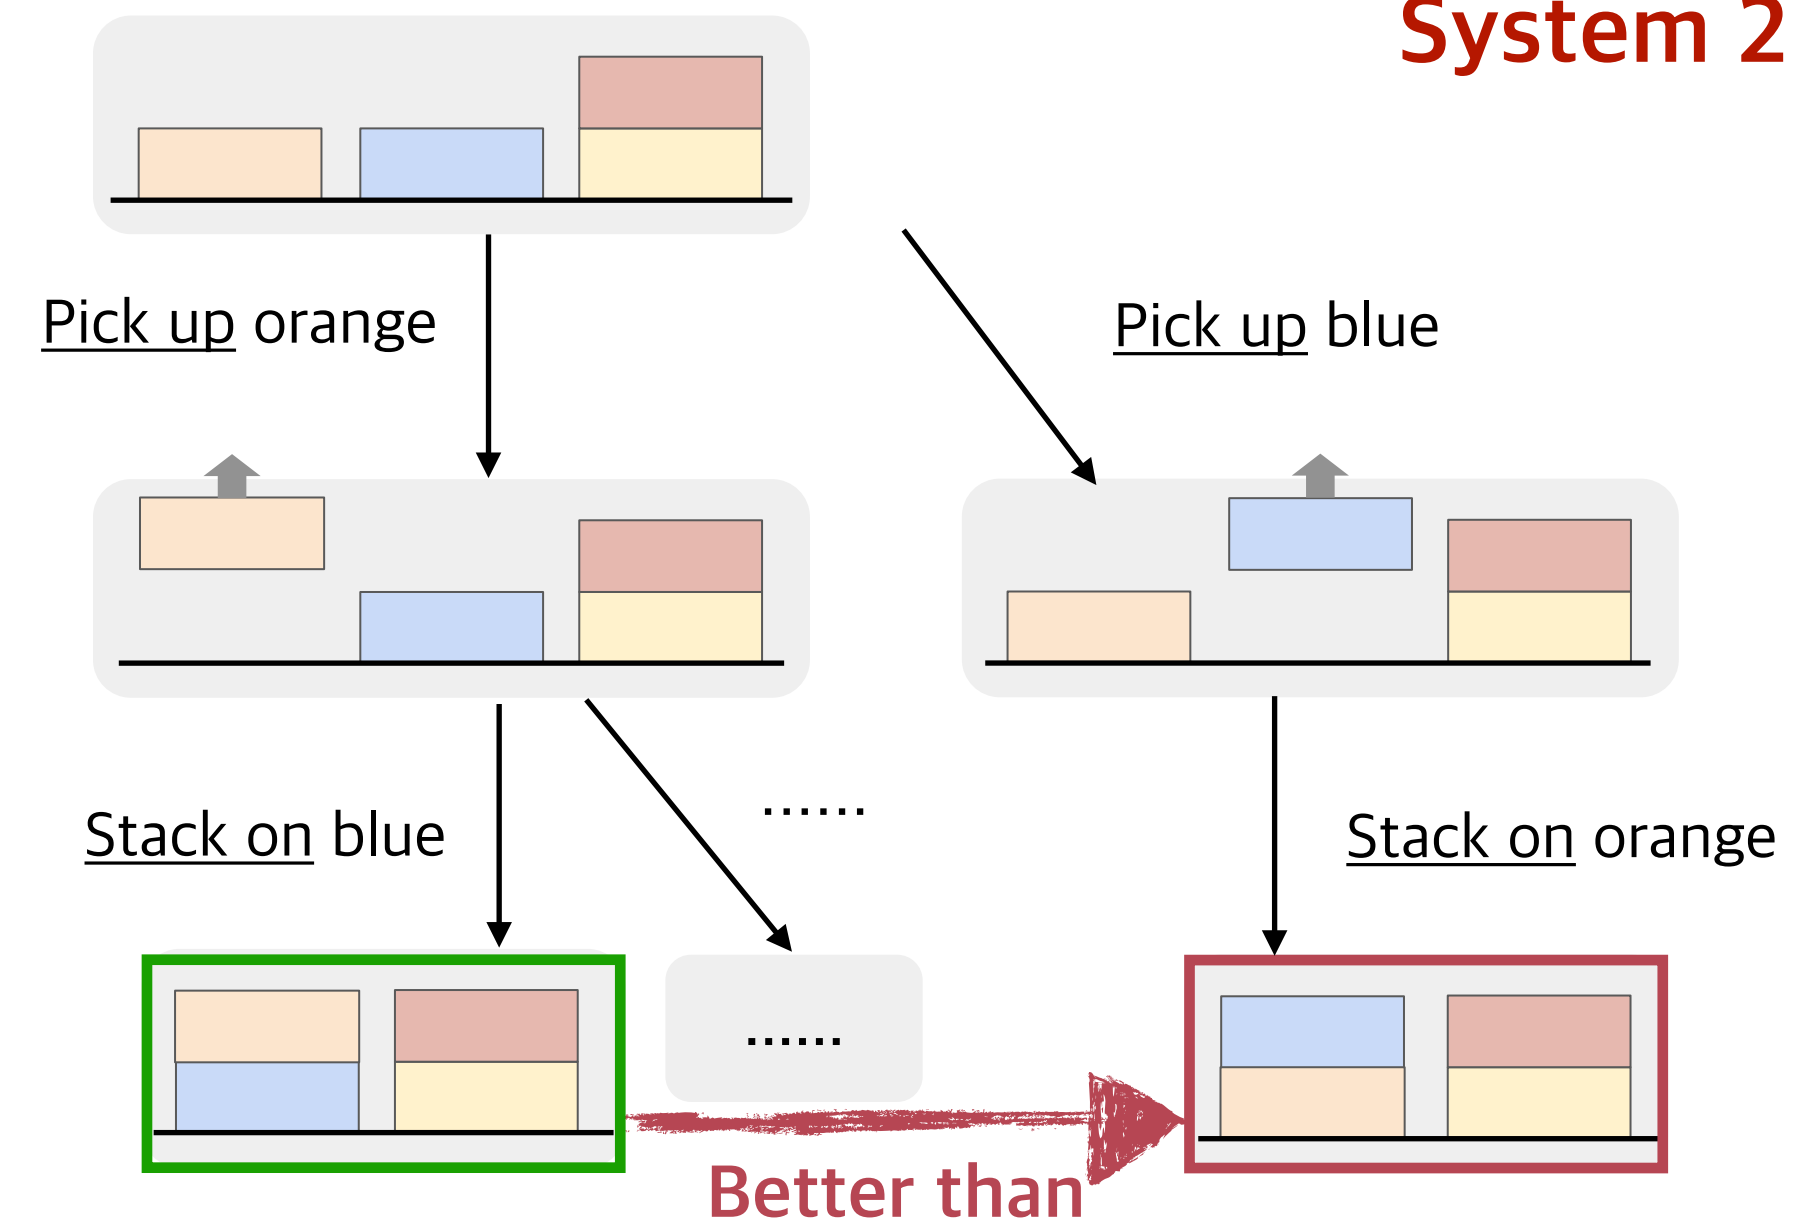 System 2
Pick up orange
Pick up blue
Stack on blue
......
Stack on orange
......
Better than